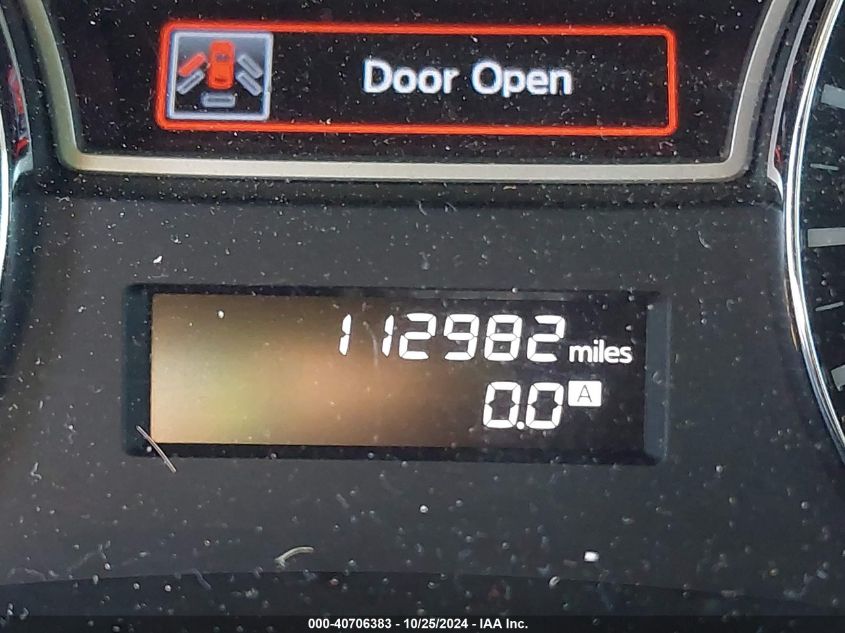 Door Open
112982 miles
0.0 A
000-40706383 - 10/25/2024 - IAA Inc.